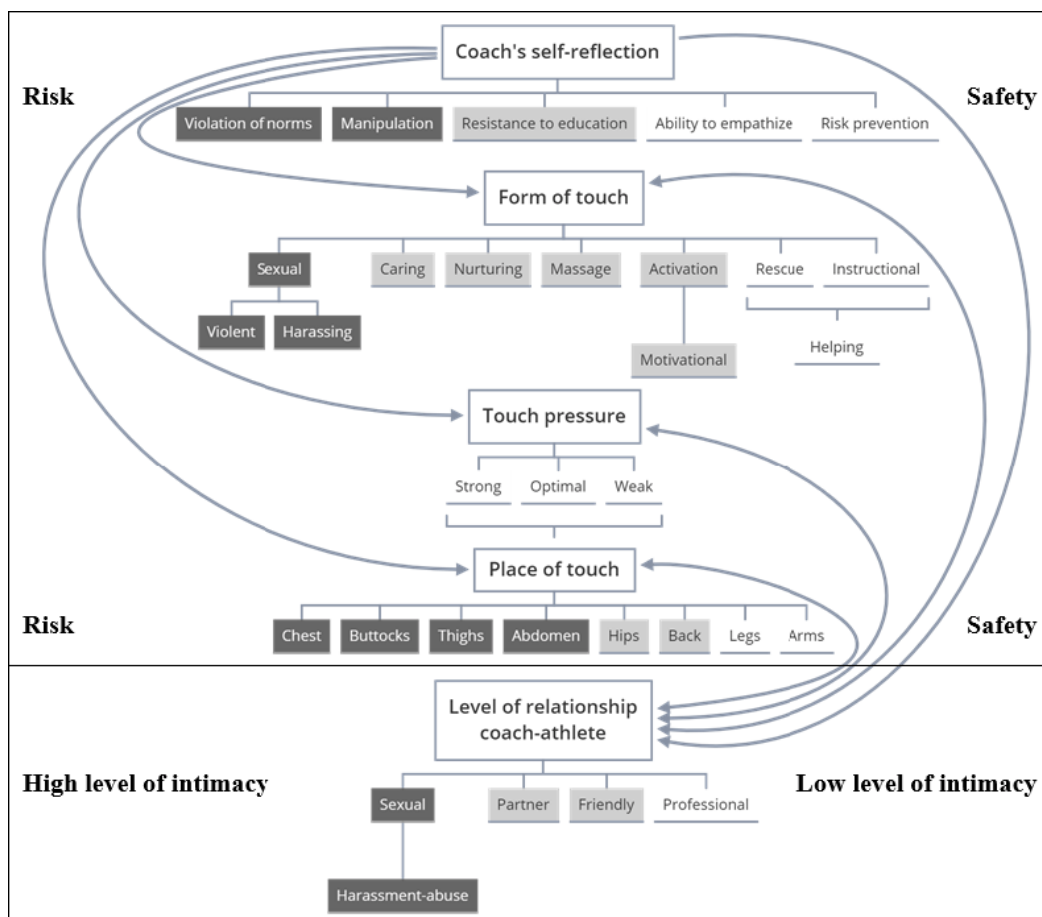 Coach's self-reflection
Risk
Safety
Violation of norms
Manipulation
Resistance to education
Ability to empathize
Risk prevention
Form of touch
Sexual
Caring
Nurturing
Massage
Activation
Rescue
Instructional
Violent
Harassing
Motivational
Helping
Touch pressure
Strong
Optimal
Weak
Place of touch
Risk
Safety
Chest
Buttocks
Thighs
Abdomen
Hips
Back
Legs
Arms
Level of relationship
coach-athlete
High level of intimacy
Low level of intimacy
Sexual
Partner
Friendly
Professional
Harassment-abuse